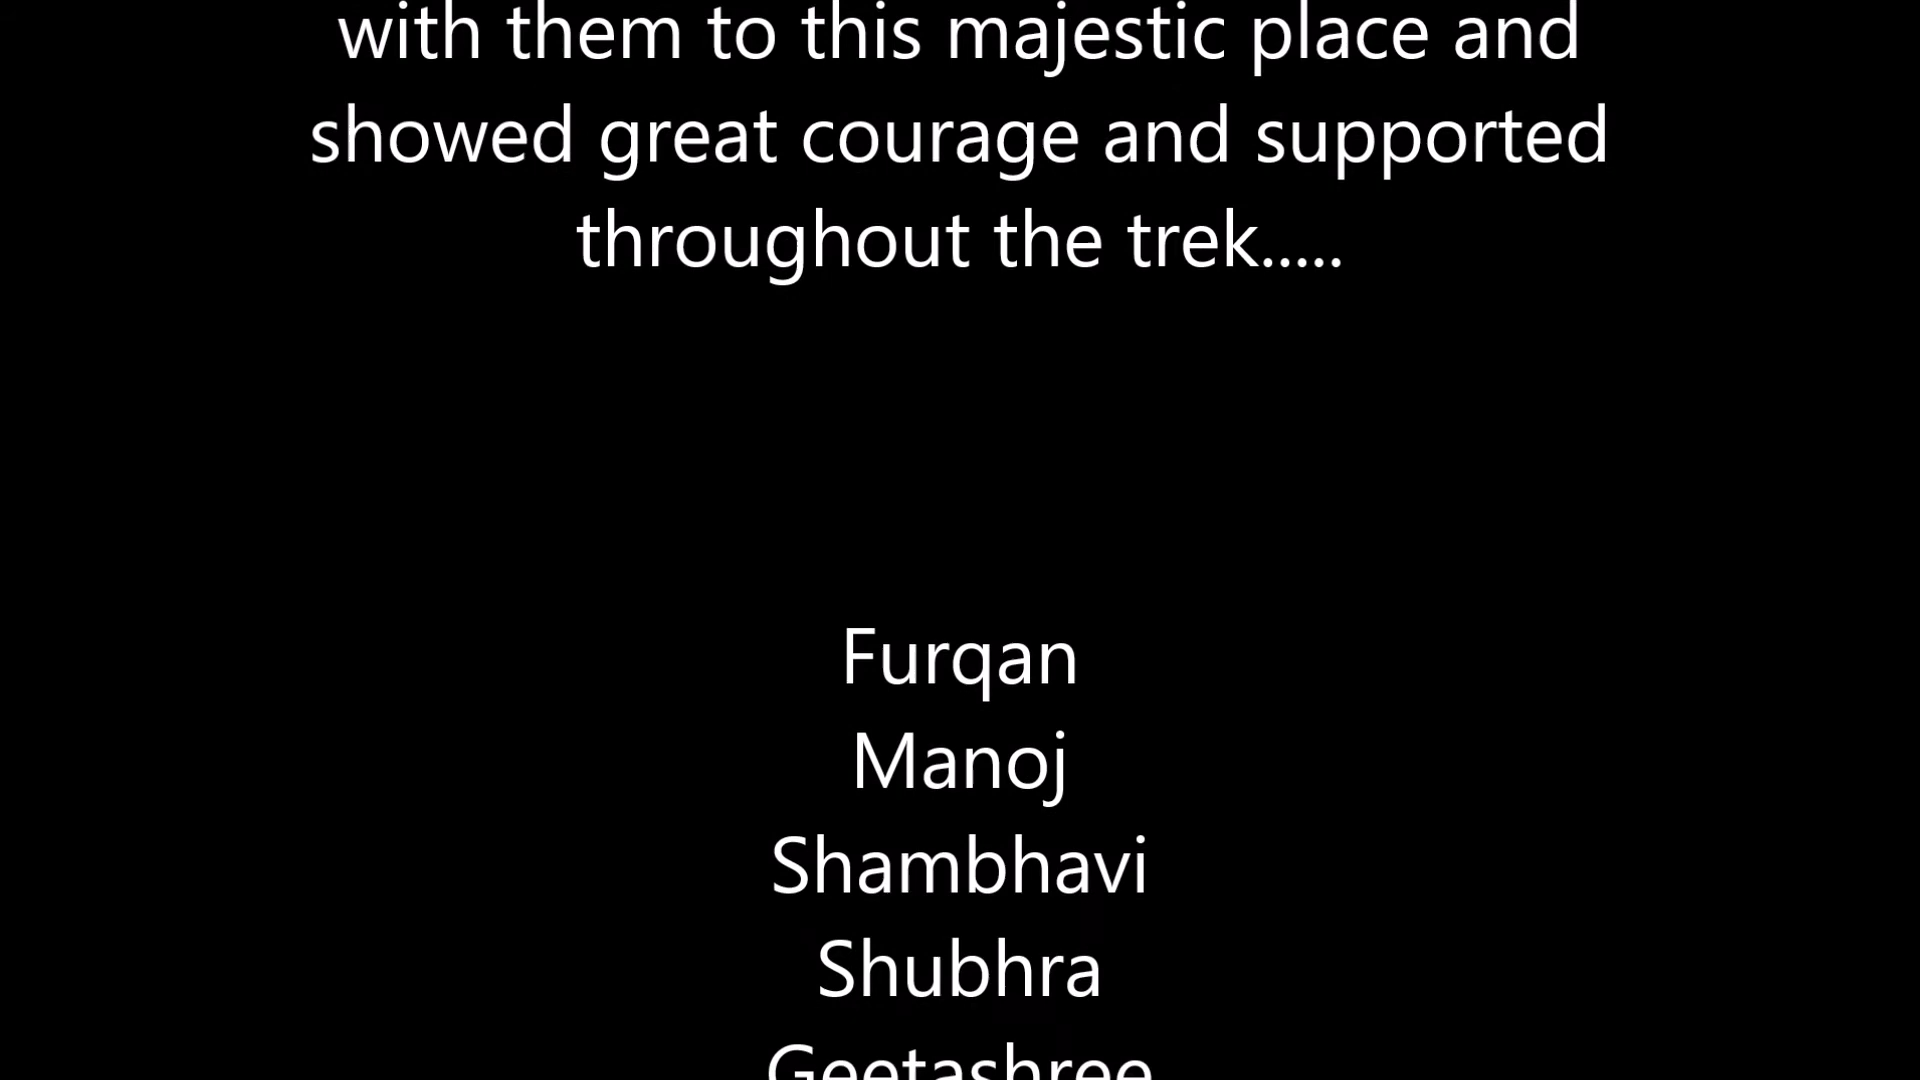 with them to this majestic place and
showed great courage and supported
throughout the trek.....
Furqan
Manoj
Shambhavi
Shubhra
Geetashree